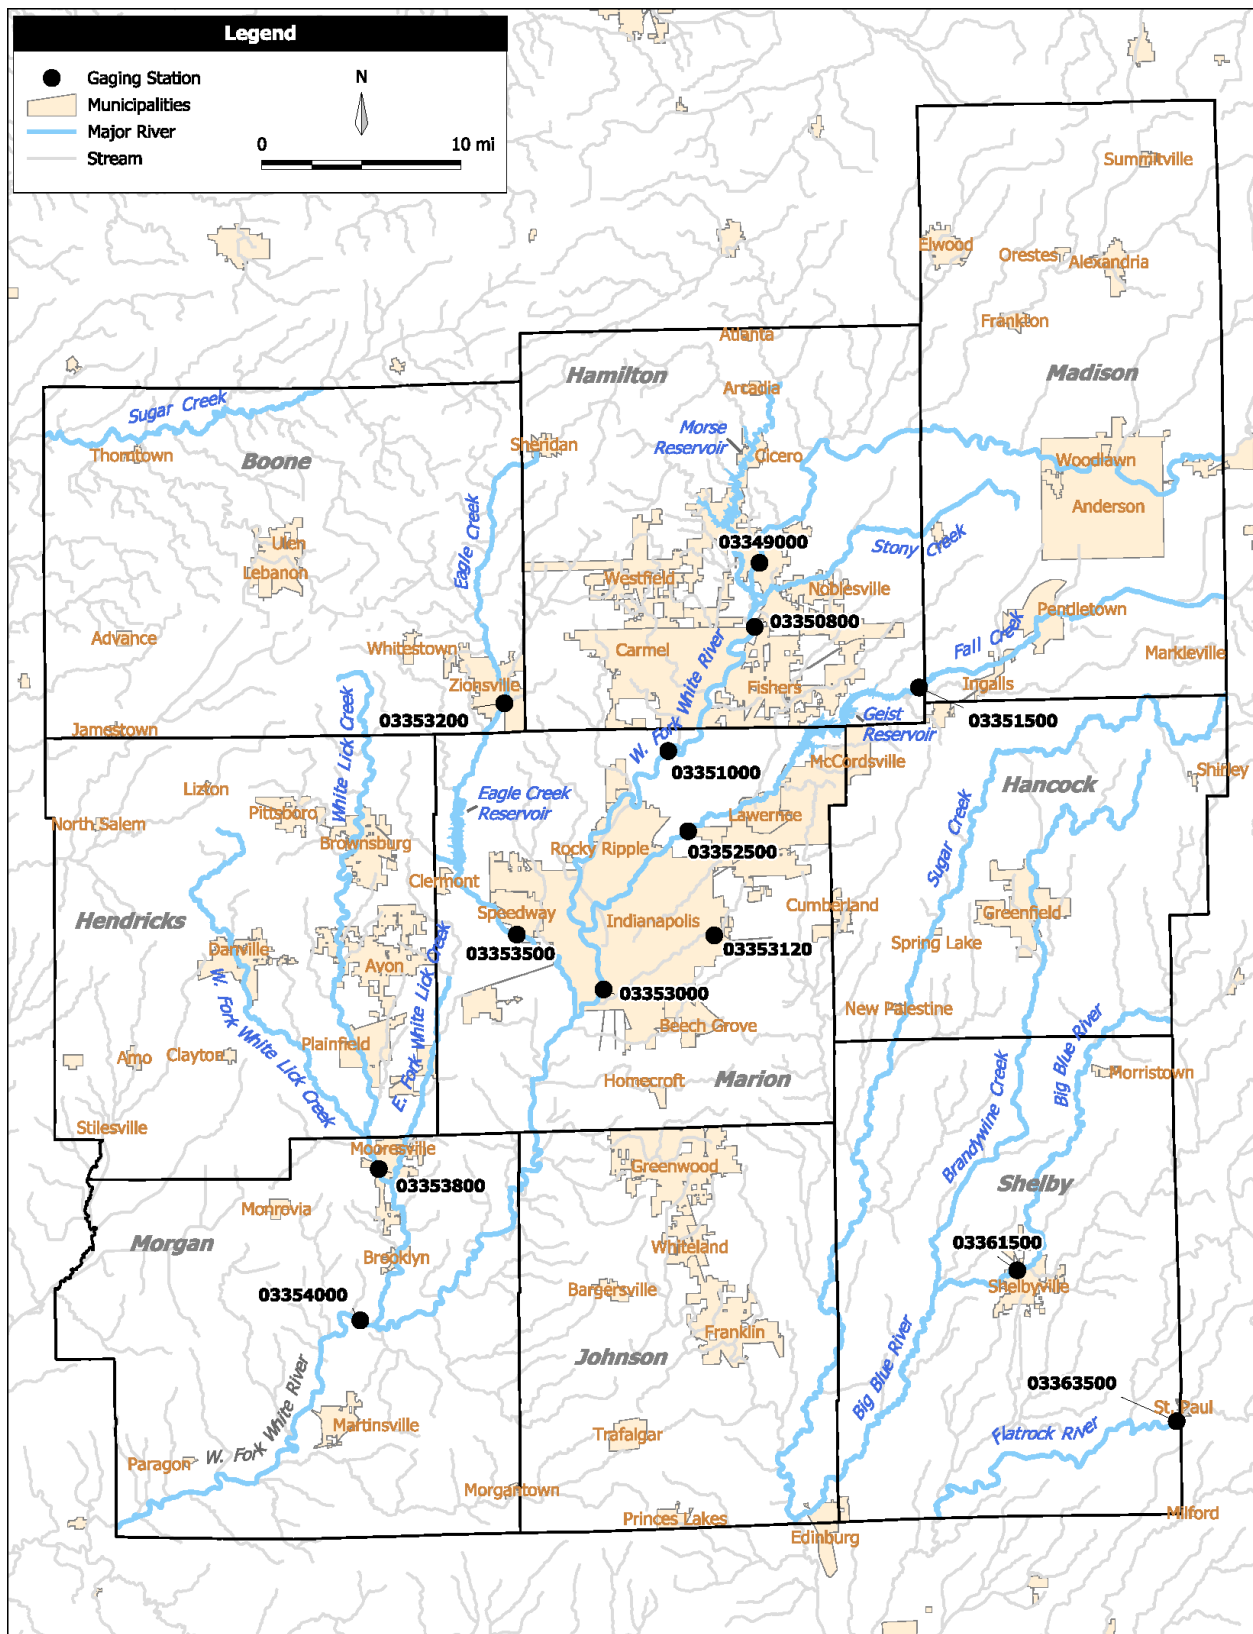 Legend
Gaging Station
Municipalities
Major River
Stream
N
0 10 mi
Summitville
Elwood
Orestes
Alexandria
Frankton
Atlanta
Hamilton
Madison
Arcadia
Sugar Creek
Morse
Reservoir
Sheridan
Thorntown
Boone
Cicero
Woodlawn
Anderson
Eagle Creek
03349000
Stony Creek
Ulen
Lebanon
Westfield
Noblesville
Pendletown
03350800
Advance
Whitestown
Carmel
Fall Creek
Markleville
W. Fork White River
Zionsville
Fishers
Ingalls
03353200
Geist
Reservoir
03351500
Jamestown
White Lick Creek
03351000
McCordsville
Shirley
Hancock
Lizton
Eagle Creek
Reservoir
Pittsboro
North Salem
Lawernce
Sugar Creek
Brownsburg
Rocky Ripple
03352500
Clermont
Hendricks
Speedway
Indianapolis
Cumberland
Greenfield
Danville
03353500
03353120
Spring Lake
Avon
E. Fork White Lick Creek
W. Fork White Lick Creek
03353000
New Palestine
Beech Grove
Big Blue River
Plainfield
Amo
Clayton
Homecroft
Marion
Morristown
Brandywine Creek
Stilesville
Mooresville
Greenwood
03353800
Shelby
Monrovia
Morgan
Whiteland
03361500
Brooklyn
Shelbyville
Bargersville
03354000
Franklin
Johnson
Big Blue River
03363500
St. Paul
W. Fork White River
Martinsville
Trafalgar
Flatrock River
Paragon
Morgantown
Princes Lakes
Milford
Edinburg